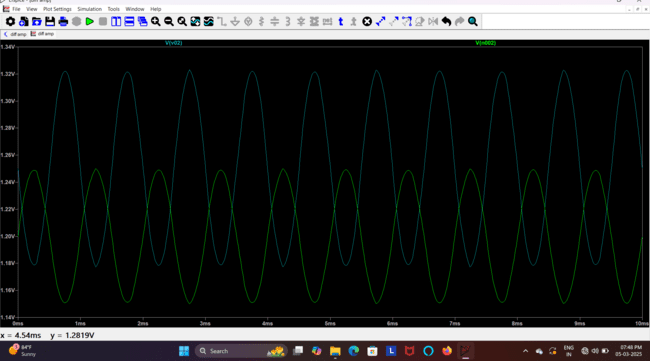 File View Plot Settings Simulation Tools Window Help
diff amp diff amp
V(vo2) V(n002)
1.34V
1.32V
1.30V
1.28V
1.26V
1.24V
1.22V
1.20V
1.18V
1.16V
1.14V
0ms 1ms 2ms 3ms 4ms 5ms 6ms 7ms 8ms 9ms 10ms
x = 4.54ms y = 1.2819V
84°F
Sunny
Search
ENG
IN
07:48 PM
05-03-2025